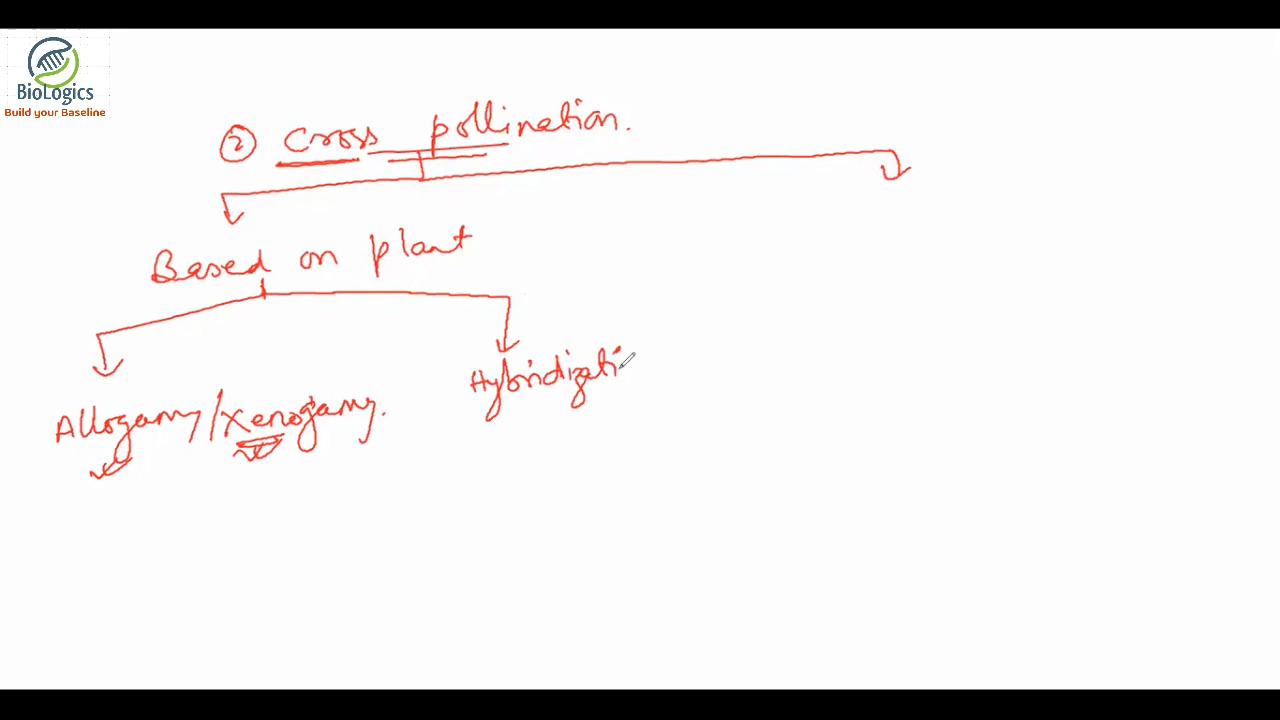 BioLogics
Build your Baseline
② Cross pollination.
Based on plant
Hybridizati
Allogamy/Xenogamy.